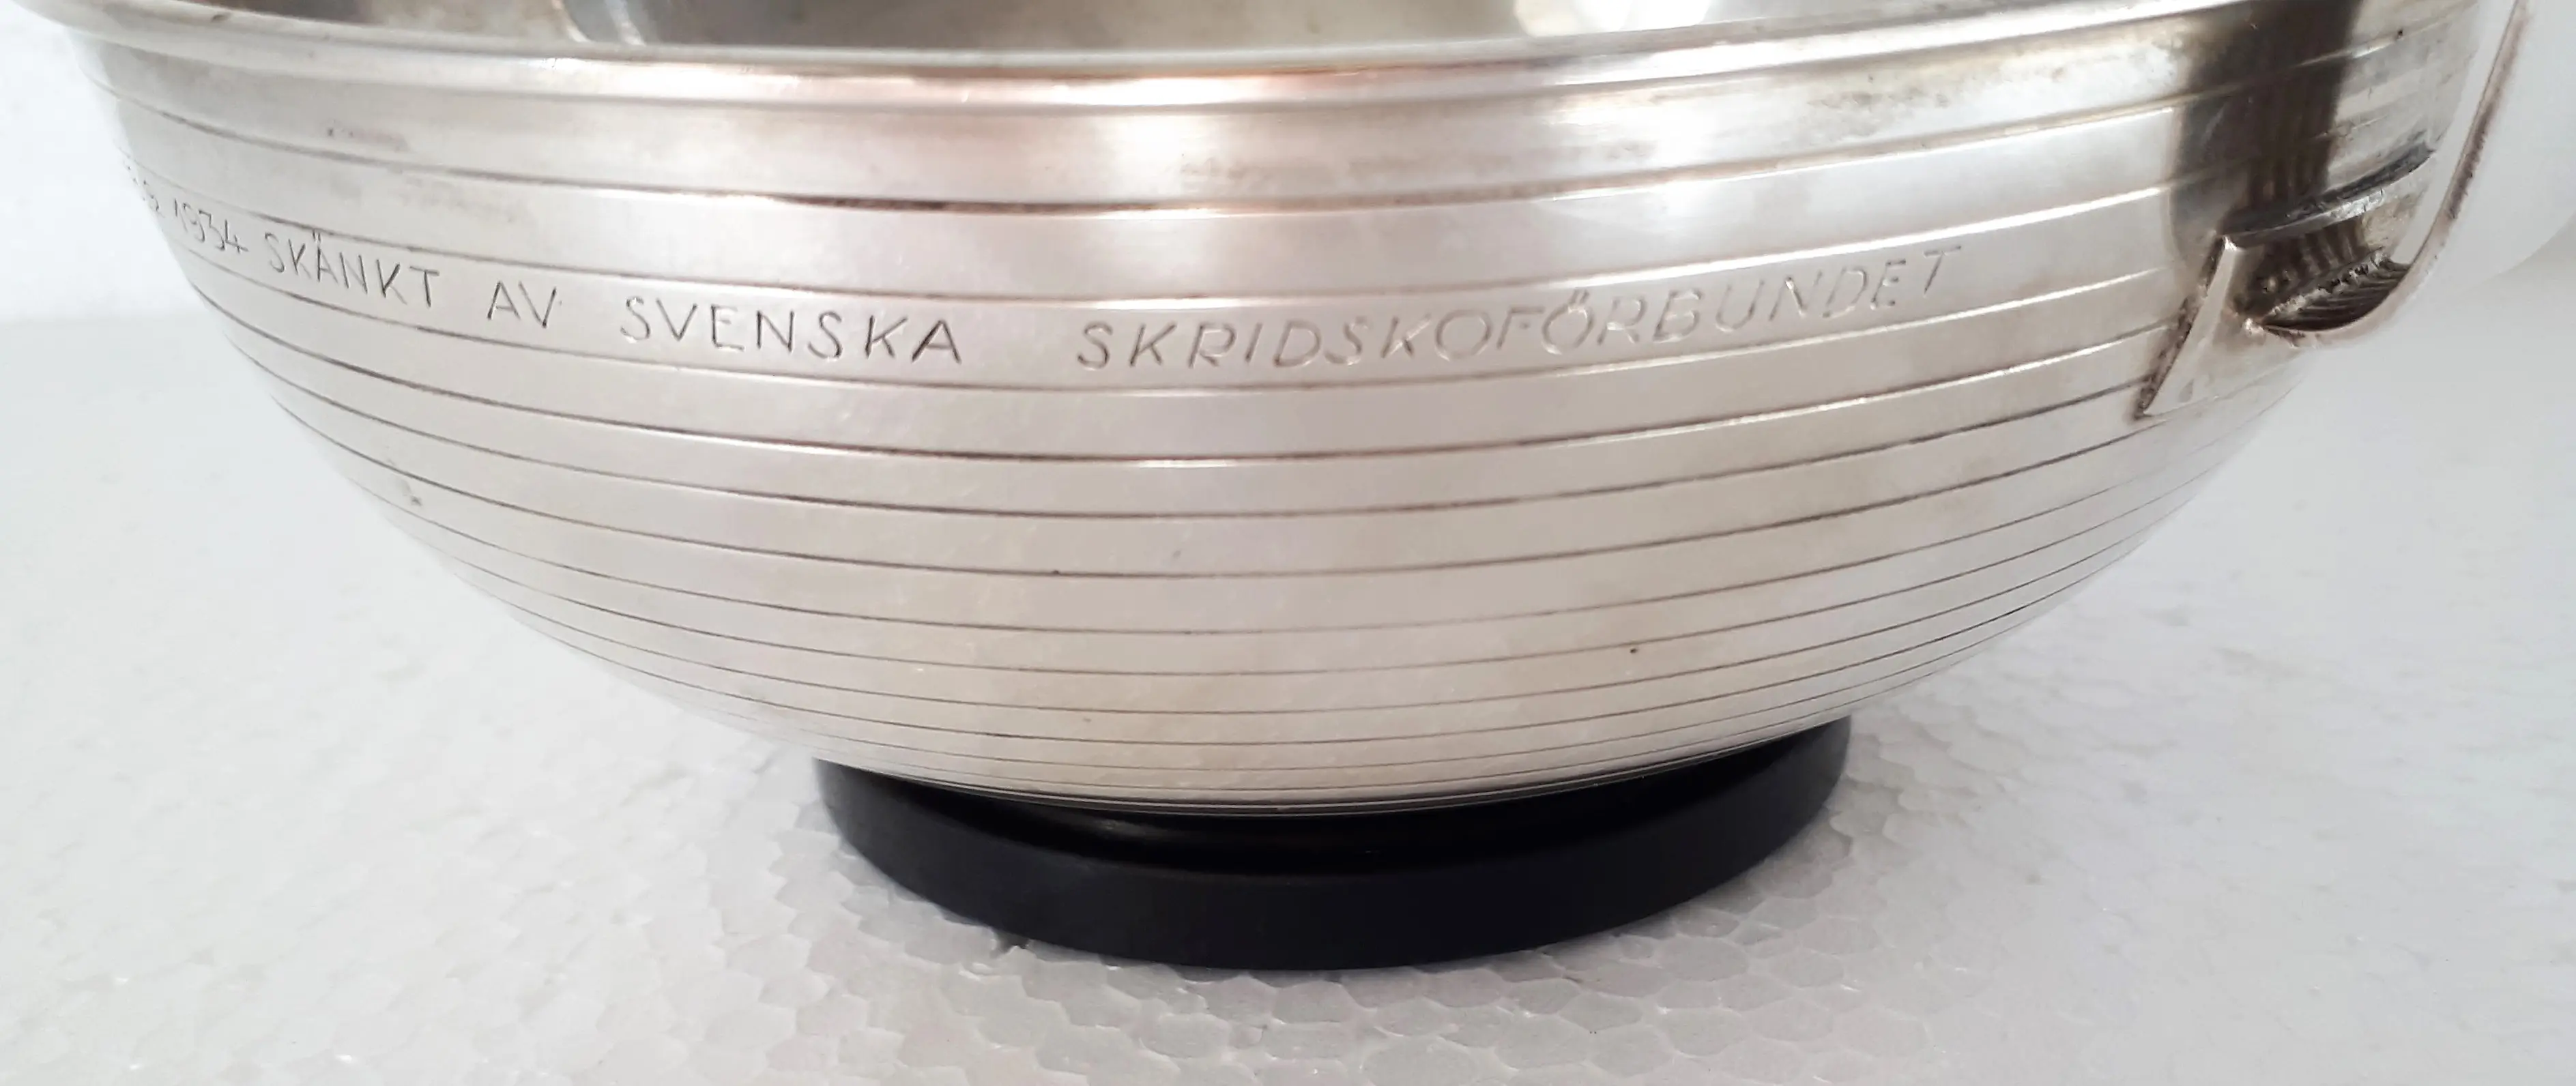 1934 SKÄNKT AV SVENSKA SKRIDSKOFÖRBUNDET